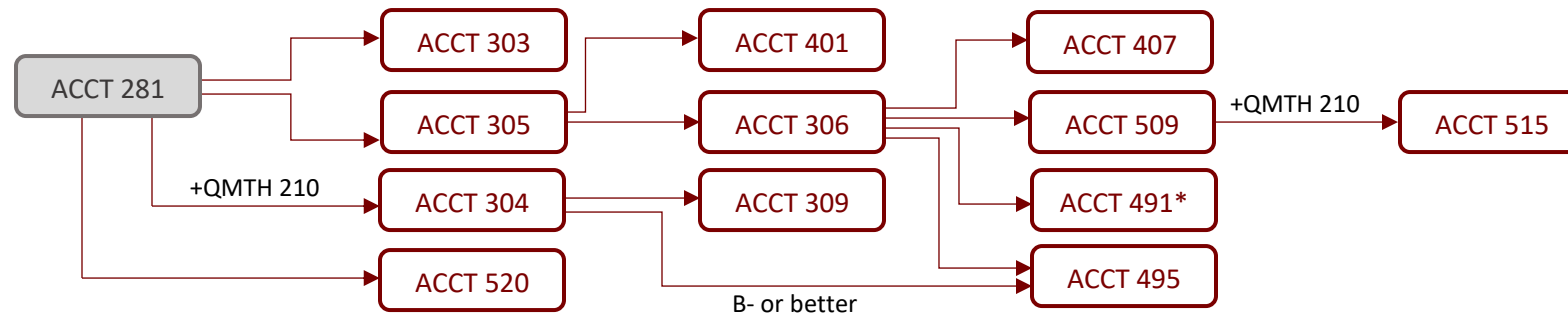 ACCT 281
ACCT 303
ACCT 401
ACCT 407
ACCT 305
ACCT 306
ACCT 509
+QMTH 210
ACCT 515
+QMTH 210
ACCT 304
ACCT 309
ACCT 491*
ACCT 520
B- or better
ACCT 495